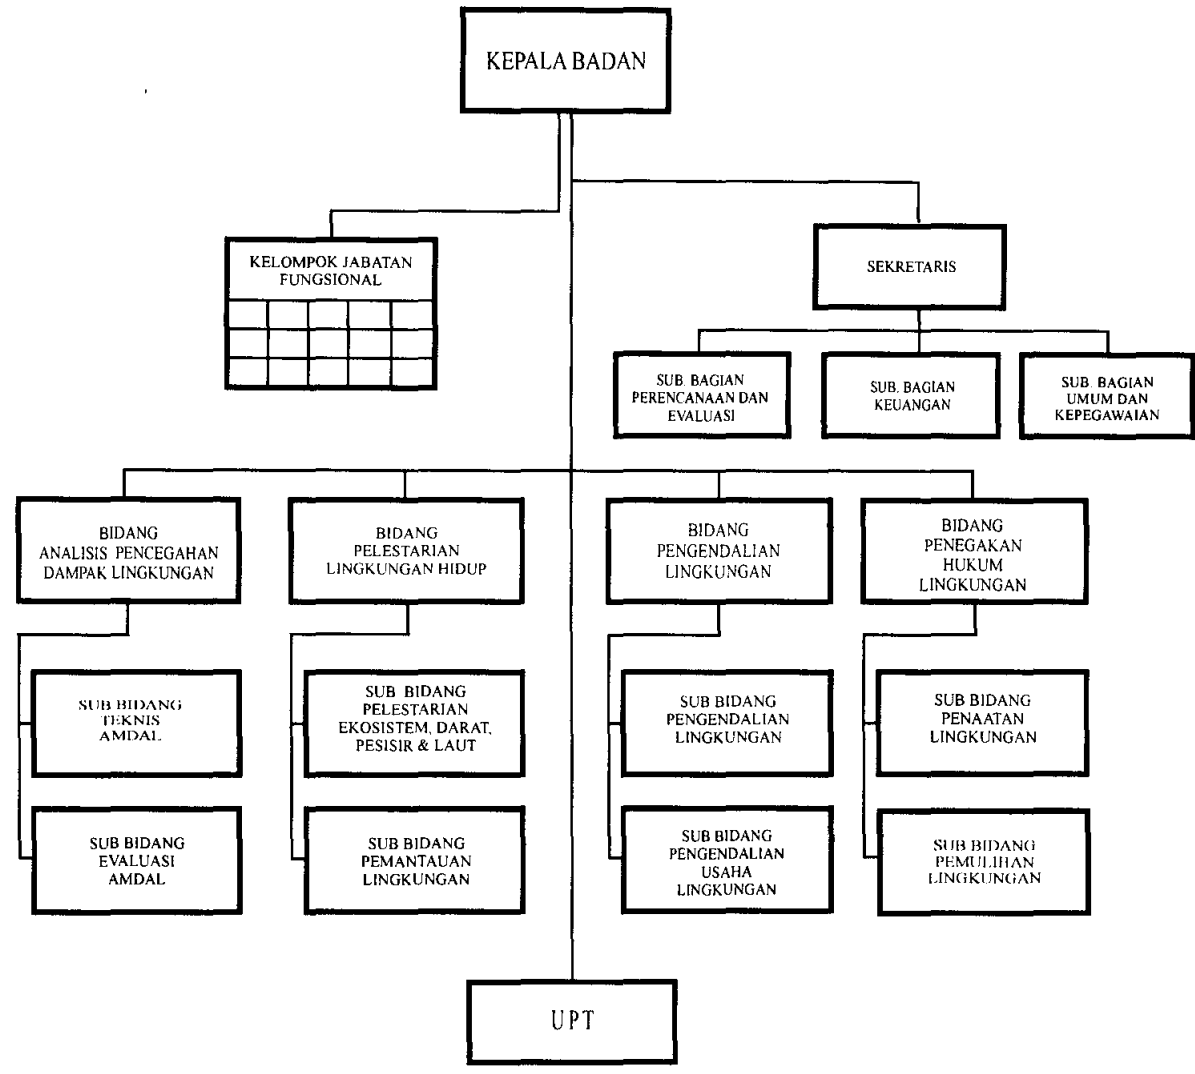 KEPALA BADAN
KELOMPOK JABATAN
FUNGSIONAL
SEKRETARIS
SUB. BAGIAN
PERENCANAAN DAN
EVALUASI
SUB. BAGIAN
KEUANGAN
SUB. BAGIAN
UMUM DAN
KEPEGAWAIAN
BIDANG
ANALISIS PENCEGAHAN
DAMPAK LINGKUNGAN
BIDANG
PELESTARIAN
LINGKUNGAN HIDUP
BIDANG
PENGENDALIAN
LINGKUNGAN
BIDANG
PENEGAKAN
HUKUM
LINGKUNGAN
SUB BIDANG
TEKNIS
AMDAL
SUB BIDANG
PELESTARIAN
EKOSISTEM, DARAT,
PESISIR & LAUT
SUB BIDANG
PENGENDALIAN
LINGKUNGAN
SUB BIDANG
PENAATAN
LINGKUNGAN
SUB BIDANG
EVALUASI
AMDAL
SUB BIDANG
PEMANTAUAN
LINGKUNGAN
SUB BIDANG
PENGENDALIAN
USAHA
LINGKUNGAN
SUB BIDANG
PEMULIHAN
LINGKUNGAN
UPT